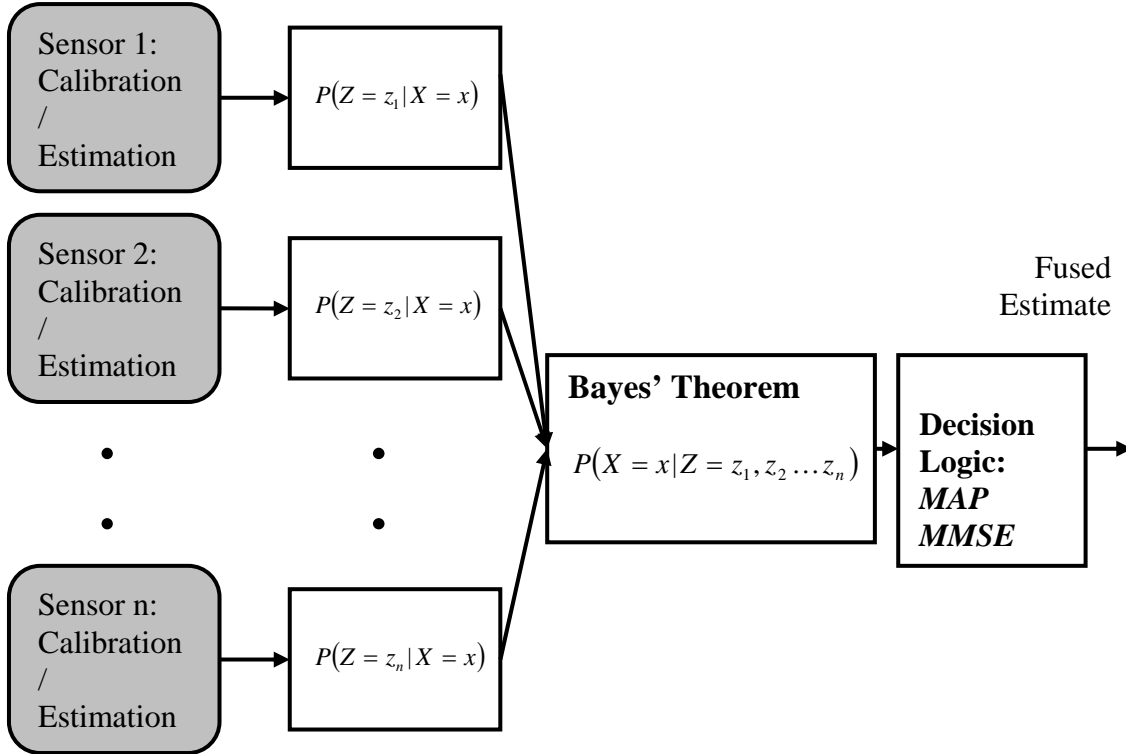 Sensor 1:
Calibration
/
Estimation
P(Z = z₁ | X = x)
Sensor 2:
Calibration
/
Estimation
P(Z = z₂ | X = x)
Fused
Estimate
Bayes’ Theorem
P(X = x | Z = z₁, z₂ … zₙ)
Decision
Logic:
MAP
MMSE
Sensor n:
Calibration
/
Estimation
P(Z = zₙ | X = x)